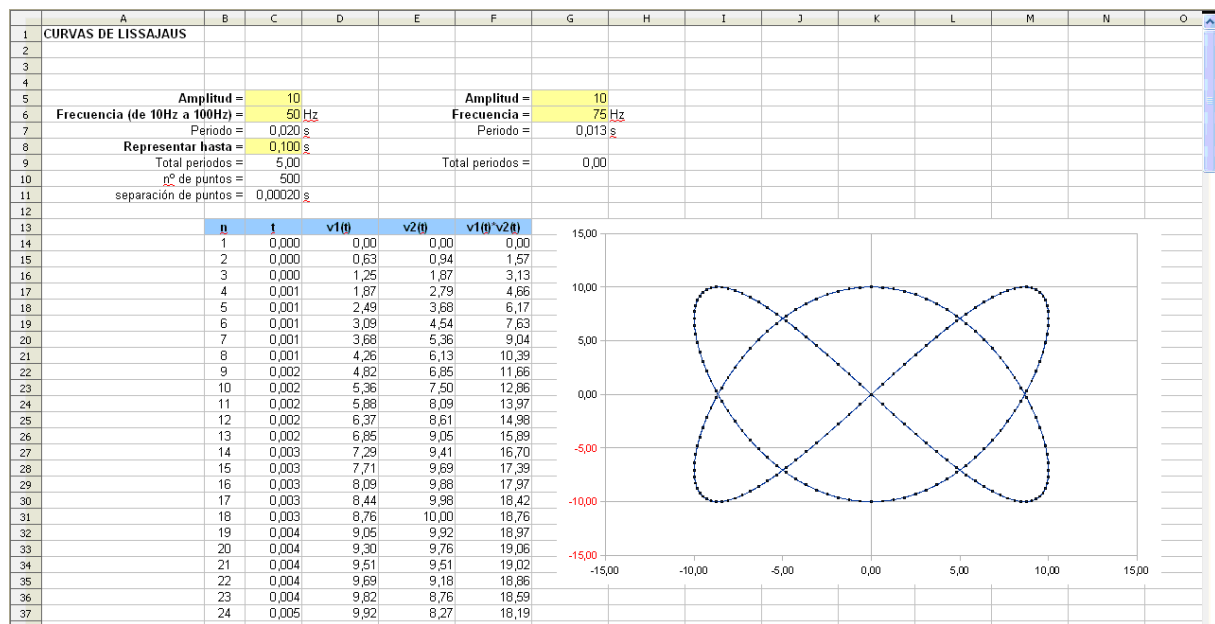 A B C D E F G H I J K L M N O
1 CURVAS DE LISSAJAUS
2
3
4
5 Amplitud = 10 Amplitud = 10
6 Frecuencia (de 10Hz a 100Hz) = 50 Hz Frecuencia = 75 Hz
7 Periodo = 0,020 s Periodo = 0,013 s
8 Representar hasta = 0,100 s
9 Total periodos = 5,00 Total periodos = 0,00
10 nº de puntos = 500
11 separación de puntos = 0,00020 s
12
13 n t v1(t) v2(t) v1(t)*v2(t)
14 1 0,000 0,00 0,00 0,00
15 2 0,000 0,63 0,94 1,57
16 3 0,000 1,25 1,87 3,13
17 4 0,001 1,87 2,79 4,66
18 5 0,001 2,49 3,68 6,17
19 6 0,001 3,09 4,54 7,63
20 7 0,001 3,68 5,36 9,04
21 8 0,001 4,26 6,13 10,39
22 9 0,002 4,82 6,85 11,66
23 10 0,002 5,36 7,50 12,86
24 11 0,002 5,88 8,09 13,97
25 12 0,002 6,37 8,61 14,98
26 13 0,002 6,85 9,05 15,89
27 14 0,003 7,29 9,41 16,70
28 15 0,003 7,71 9,69 17,39
29 16 0,003 8,09 9,88 17,97
30 17 0,003 8,44 9,98 18,42
31 18 0,003 8,76 10,00 18,76
32 19 0,004 9,05 9,92 18,97
33 20 0,004 9,30 9,76 19,06
34 21 0,004 9,51 9,51 19,02
35 22 0,004 9,69 9,18 18,86
36 23 0,004 9,82 8,76 18,59
37 24 0,005 9,92 8,27 18,19
15,00
10,00
5,00
0,00
-5,00
-10,00
-15,00
-15,00 -10,00 -5,00 0,00 5,00 10,00 15,00